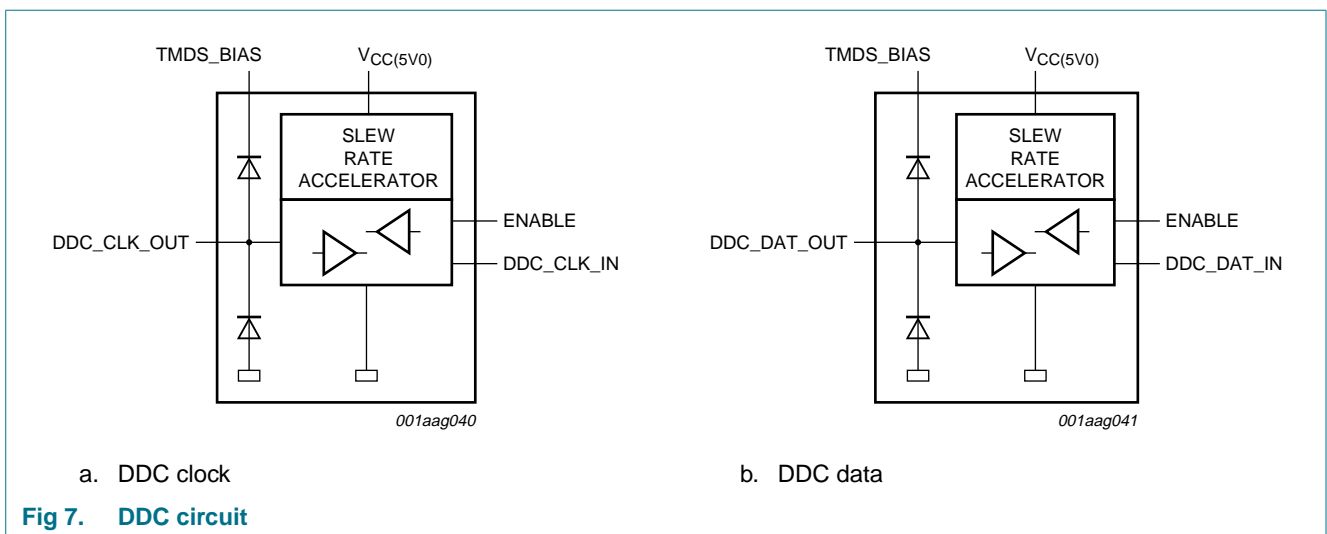 TMDS_BIAS
VCC(5V0)
SLEW
RATE
ACCELERATOR
ENABLE
DDC_CLK_OUT
DDC_CLK_IN
001aag040
a. DDC clock
TMDS_BIAS
VCC(5V0)
SLEW
RATE
ACCELERATOR
ENABLE
DDC_DAT_OUT
DDC_DAT_IN
001aag041
b. DDC data
Fig 7. DDC circuit